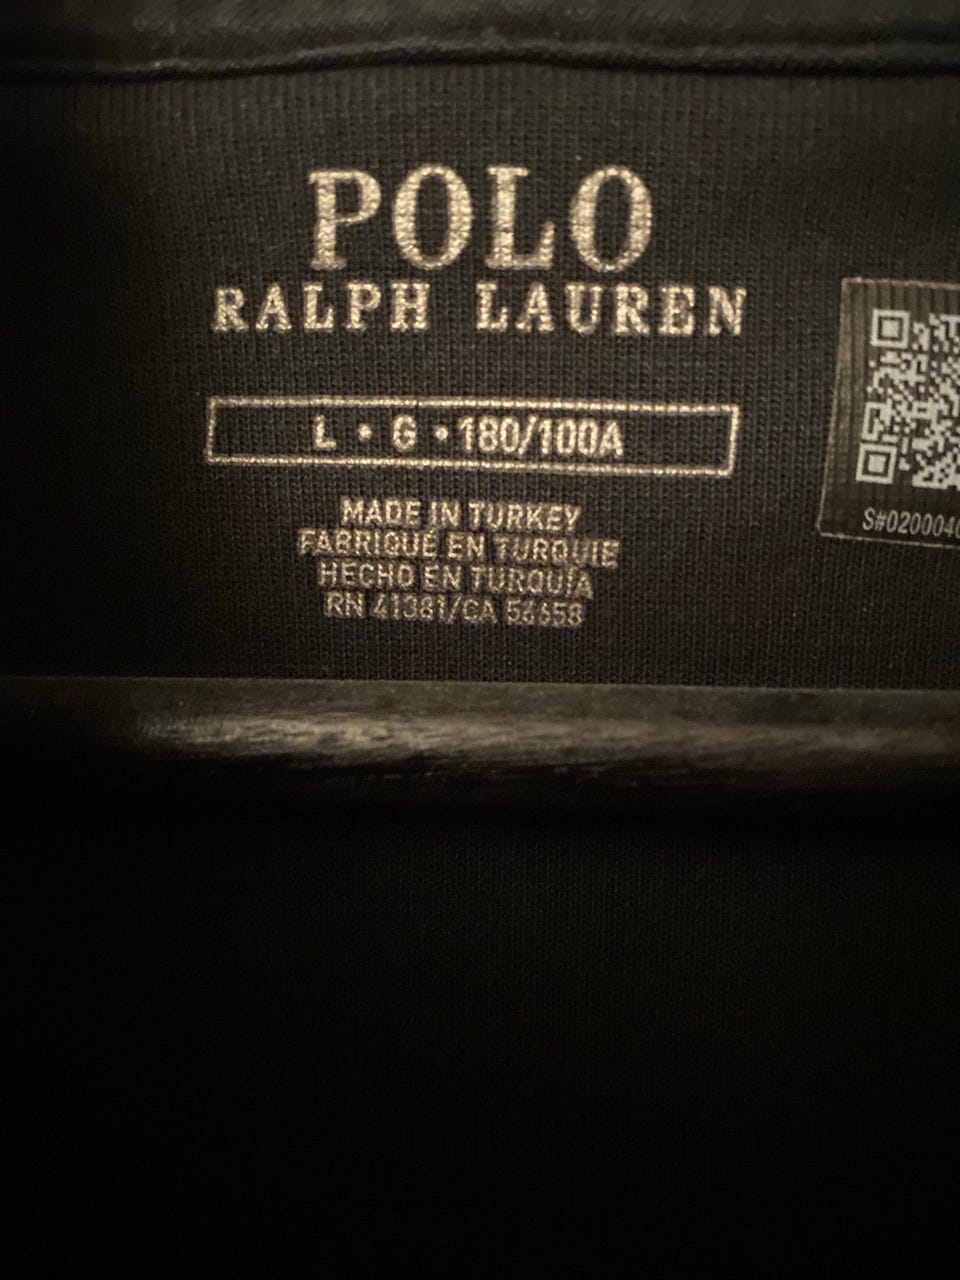 POLO
RALPH LAUREN
L • G • 180/100A
MADE IN TURKEY
FABRIQUÉ EN TURQUIE
HECHO EN TURQUÍA
RN 41381/CA 56658